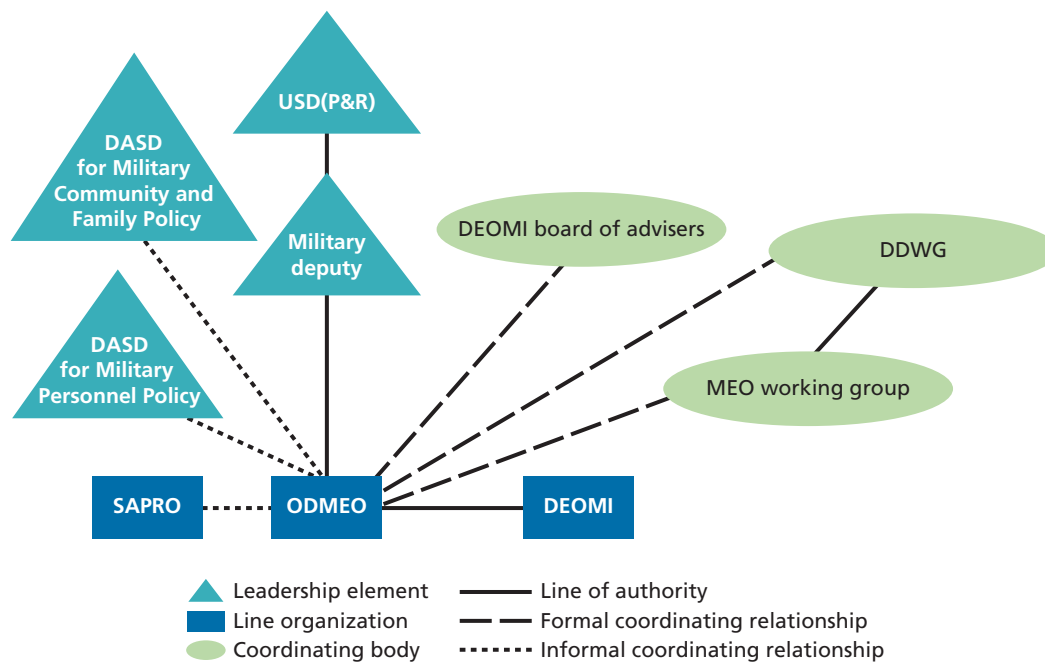 USD(P&R)
DASD
for Military
Community and
Family Policy
Military
deputy
DEOMI board of advisers
DDWG
DASD
for Military
Personnel Policy
MEO working group
SAPRO
ODMEO
DEOMI
Leadership element
Line of authority
Line organization
Formal coordinating relationship
Coordinating body
Informal coordinating relationship